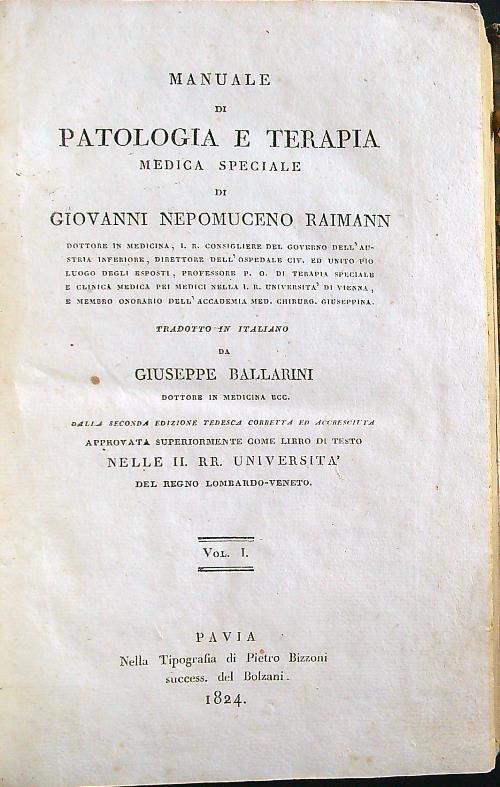 MANUALE
DI
PATOLOGIA E TERAPIA
MEDICA SPECIALE
DI
GIOVANNI NEPOMUCENO RAIMANN
DOTTORE IN MEDICINA, I. R. CONSIGLIERE DEL GOVERNO DELL'AU-
STRIA INFERIORE, DIRETTORE DELL'OSPEDALE CIV. ED UNITO PIO
LUOGO DEGLI ESPOSTI, PROFESSORE P. O. DI TERAPIA SPECIALE
E CLINICA MEDICA PEI MEDICI NELLA I. R. UNIVERSITA' DI VIENNA,
E MEMBRO ONORARIO DELL'ACCADEMIA MED. CHIRURG. GIUSEPPINA.
TRADOTTO IN ITALIANO
DA
GIUSEPPE BALLARINI
DOTTORE IN MEDICINA ECC.
DALLA SECONDA EDIZIONE TEDESCA CORRETTA ED ACCRESCIUTA
APPROVATA SUPERIORMENTE COME LIBRO DI TESTO
NELLE II. RR. UNIVERSITA'
DEL REGNO LOMBARDO-VENETO.
VOL. I.
PAVIA
Nella Tipografia di Pietro Bizzoni
success. del Bolzani.
1824.